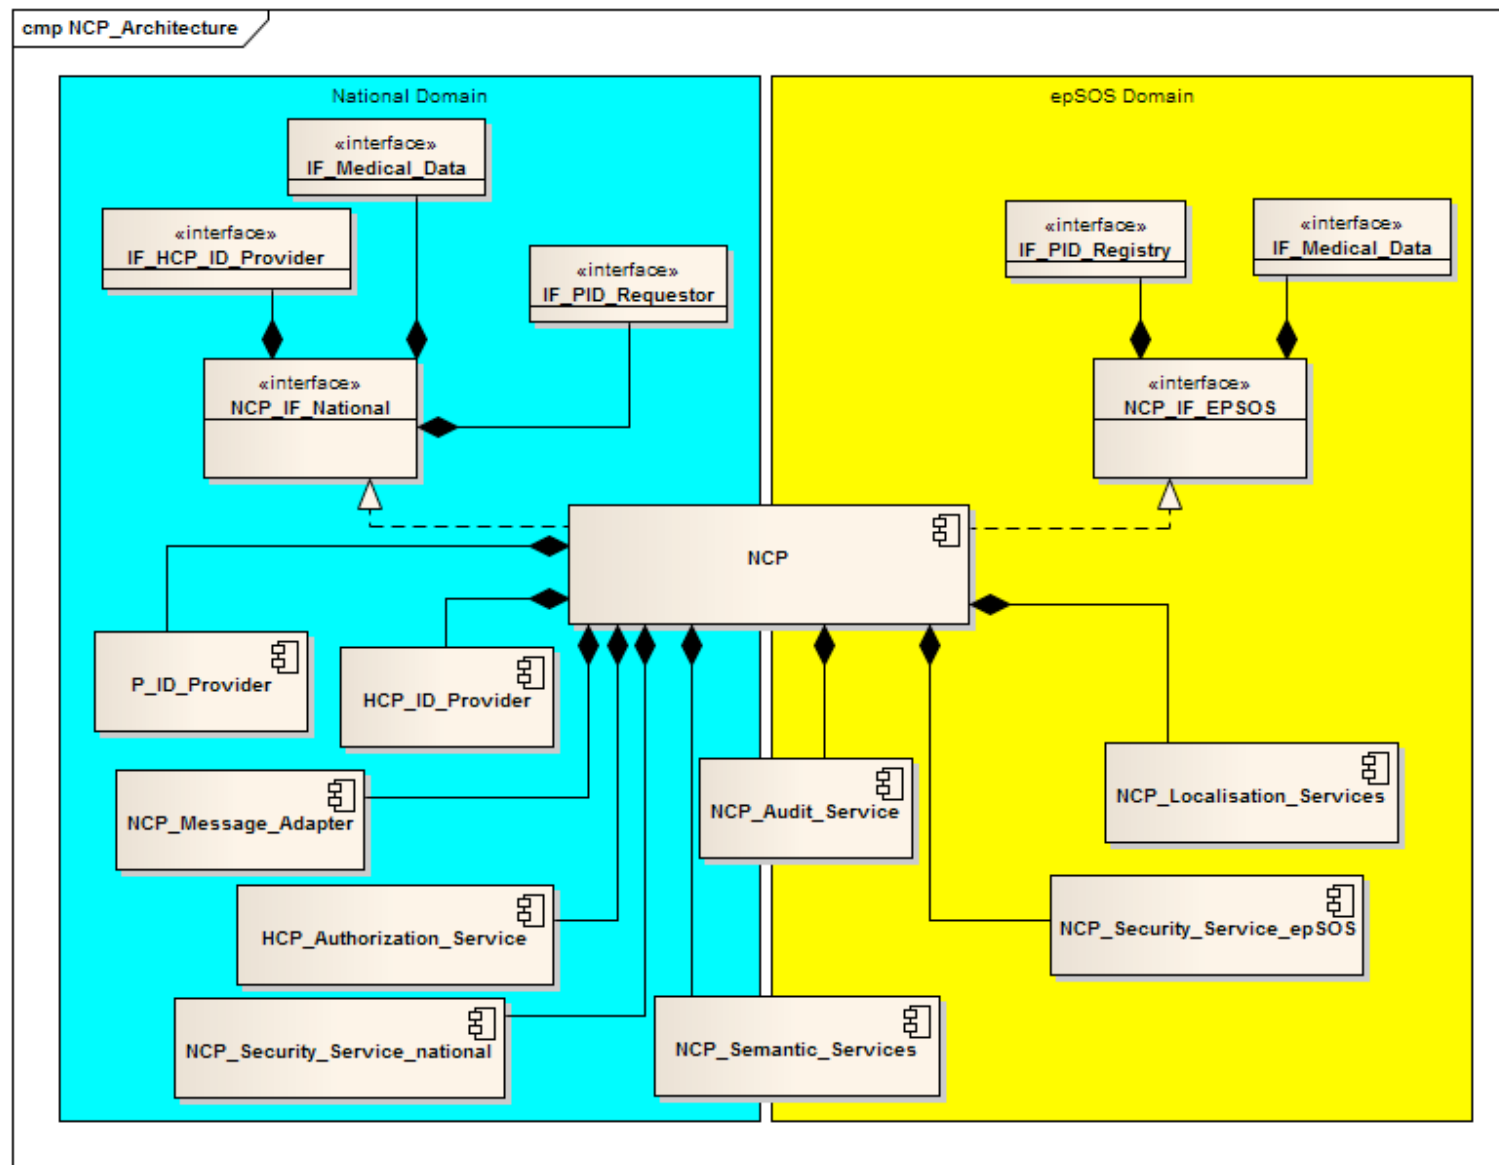 cmp NCP_Architecture
National Domain
epSOS Domain
«interface»
IF_Medical_Data
«interface»
IF_HCP_ID_Provider
«interface»
IF_PID_Requestor
«interface»
IF_PID_Registry
«interface»
IF_Medical_Data
«interface»
NCP_IF_National
«interface»
NCP_IF_EPSOS
NCP
P_ID_Provider
HCP_ID_Provider
NCP_Message_Adapter
NCP_Audit_Service
NCP_Localisation_Services
HCP_Authorization_Service
NCP_Security_Service_epSOS
NCP_Security_Service_national
NCP_Semantic_Services